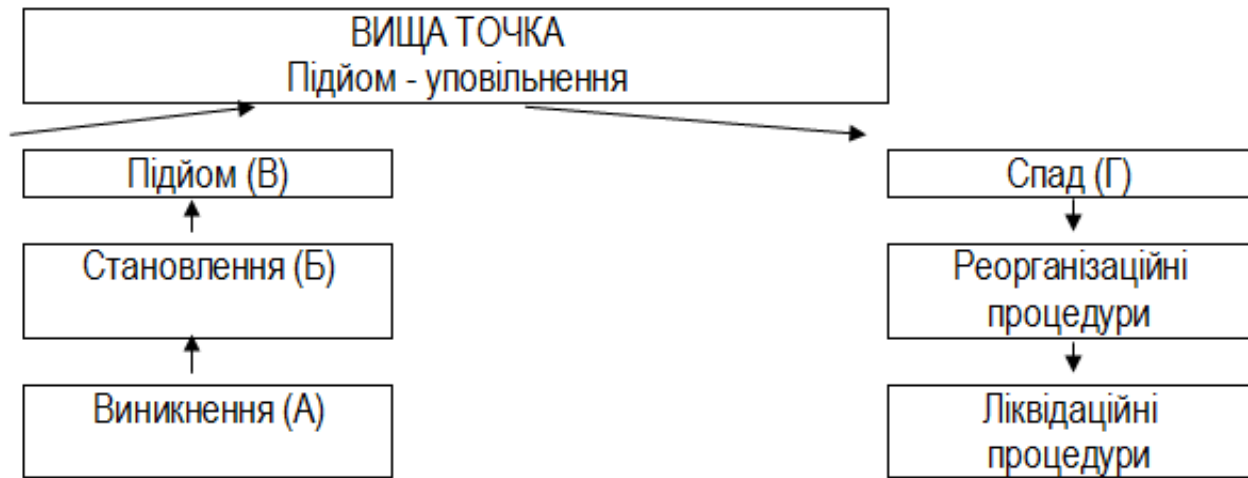 ВИЩА ТОЧКА
Підйом - уповільнення
Підйом (В)
Спад (Г)
Становлення (Б)
Реорганізаційні
процедури
Виникнення (А)
Ліквідаційні
процедури